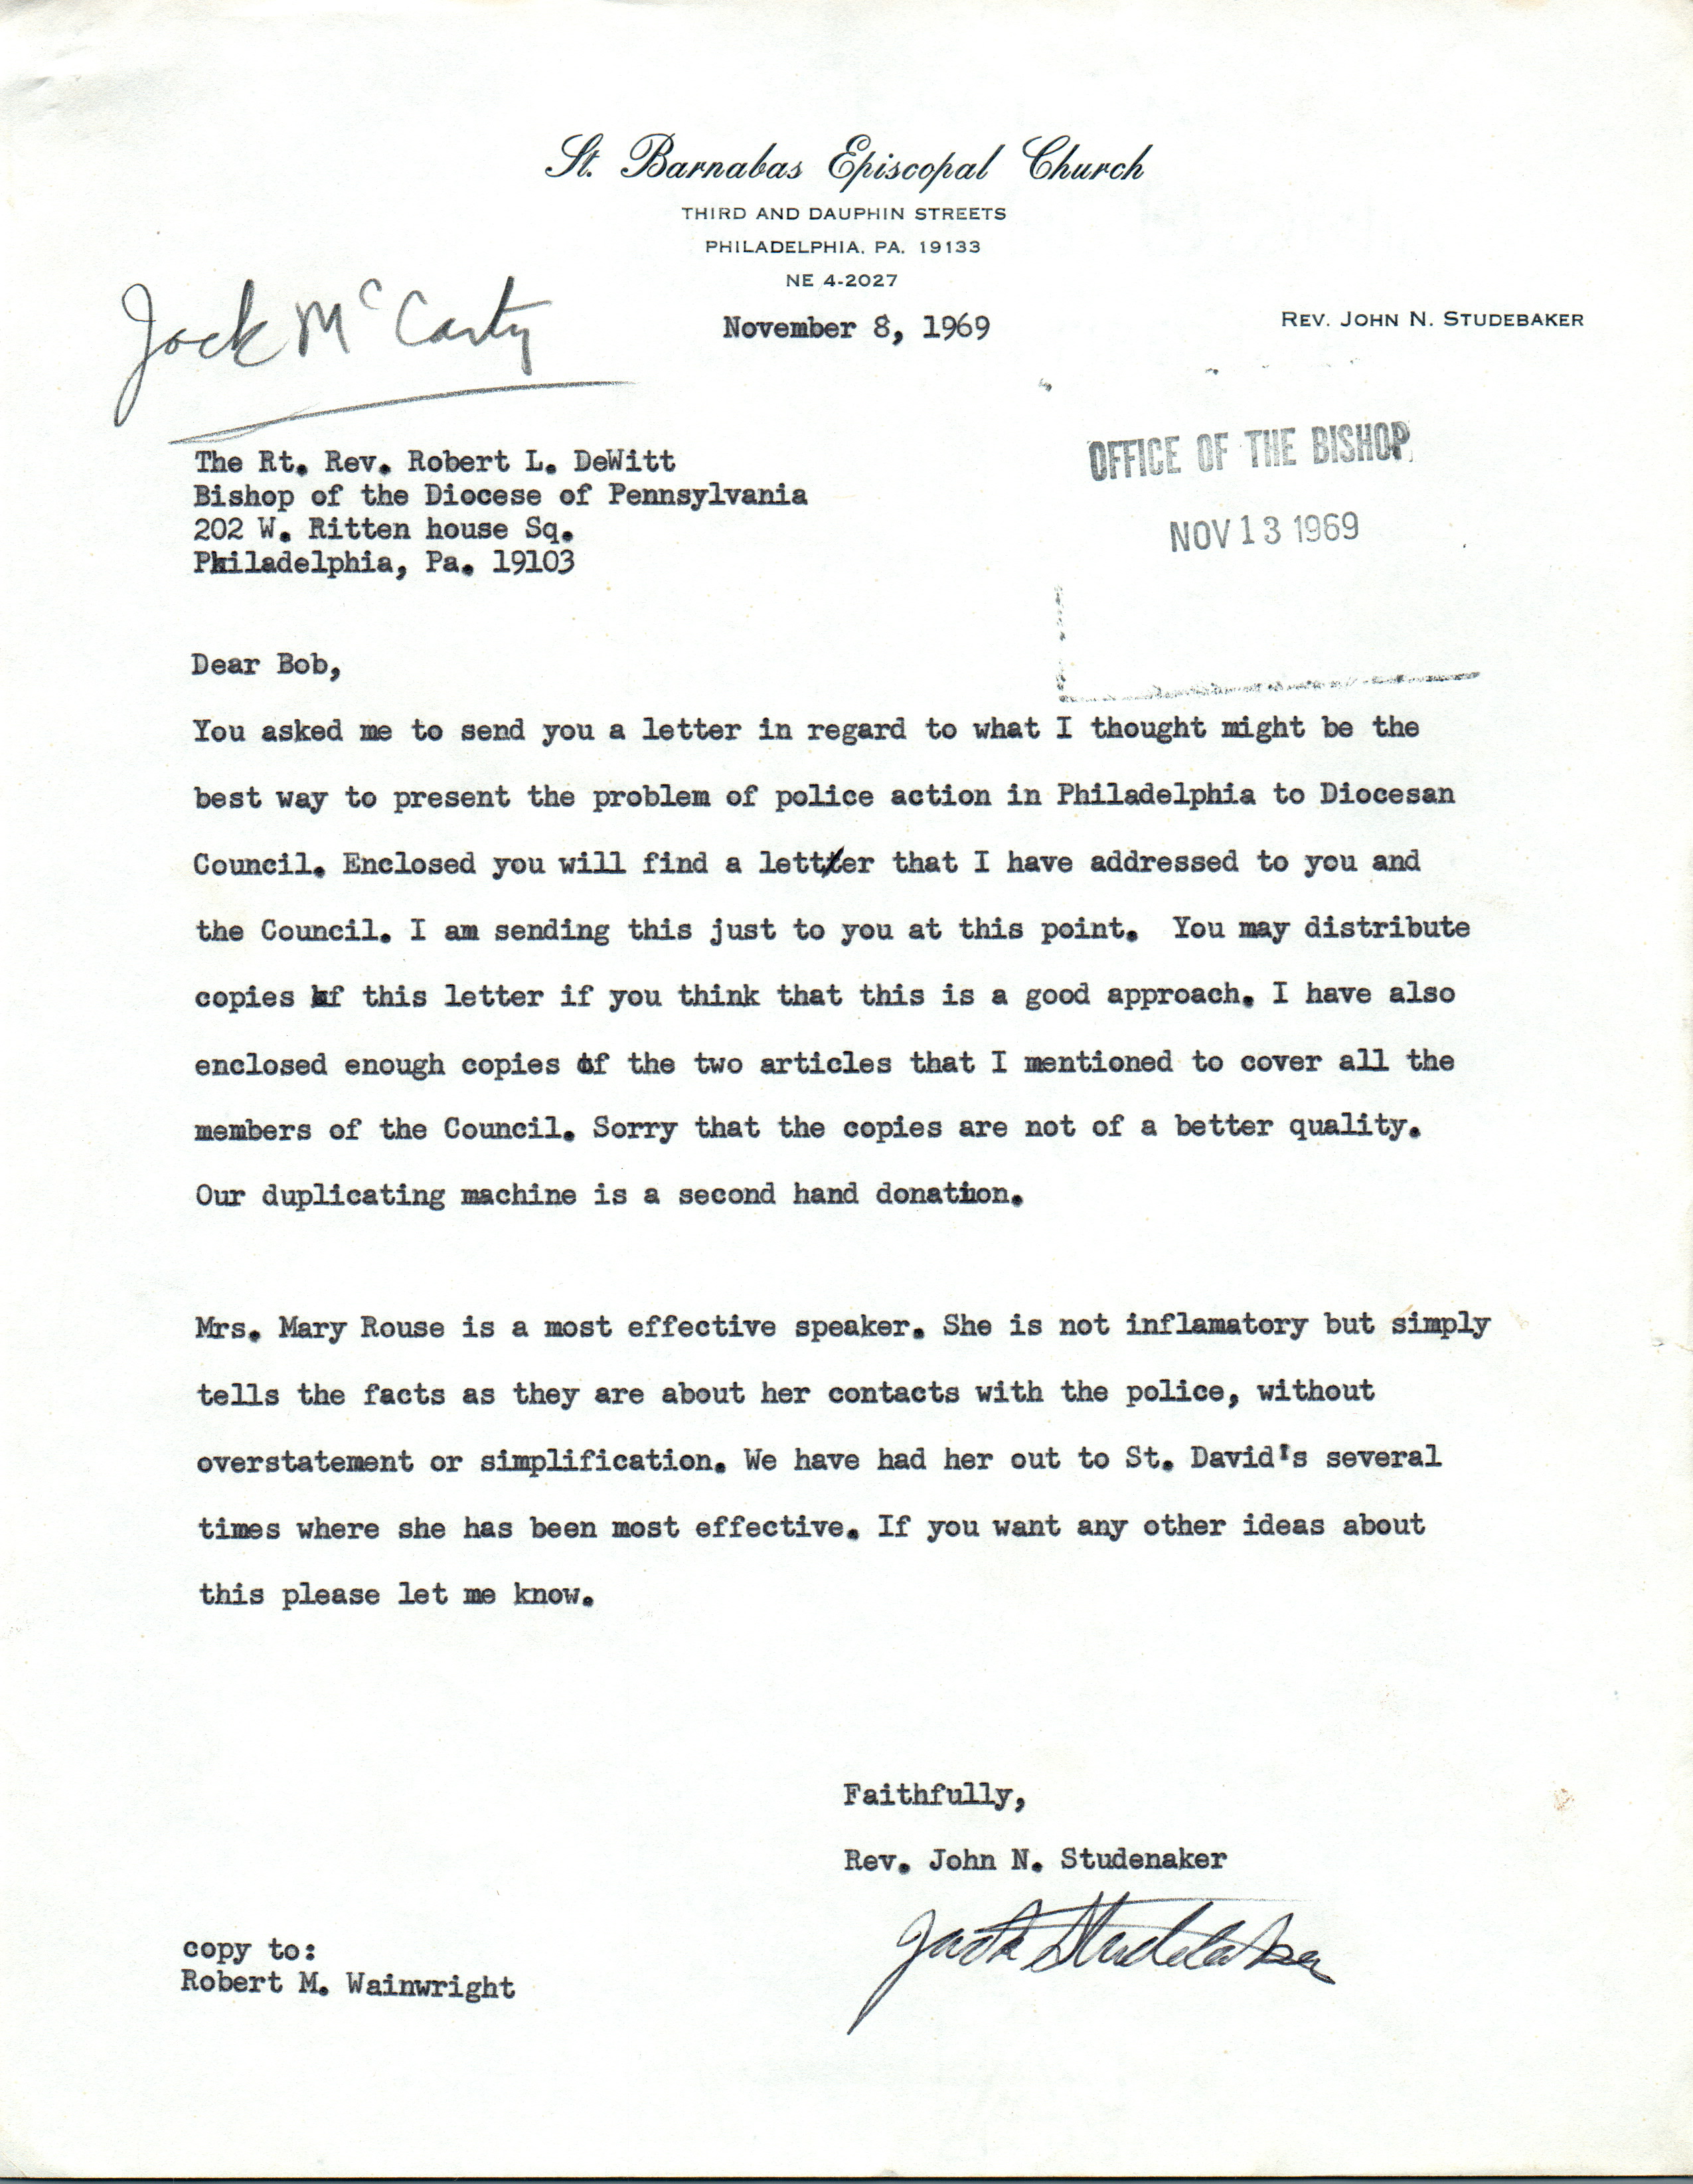 St. Barnabas Episcopal Church
THIRD AND DAUPHIN STREETS
PHILADELPHIA, PA. 19133
NE 4-2027
Jack McCarty
November 8, 1969
REV. JOHN N. STUDEBAKER
OFFICE OF THE BISHOP
NOV 13 1969
The Rt. Rev. Robert L. DeWitt
Bishop of the Diocese of Pennsylvania
202 W. Ritten house Sq.
Philadelphia, Pa. 19103
Dear Bob,
You asked me to send you a letter in regard to what I thought might be the
best way to present the problem of police action in Philadelphia to Diocesan
Council. Enclosed you will find a letter that I have addressed to you and
the Council. I am sending this just to you at this point. You may distribute
copies of this letter if you think that this is a good approach. I have also
enclosed enough copies of the two articles that I mentioned to cover all the
members of the Council. Sorry that the copies are not of a better quality.
Our duplicating machine is a second hand donation.
Mrs. Mary Rouse is a most effective speaker. She is not inflamatory but simply
tells the facts as they are about her contacts with the police, without
overstatement or simplification. We have had her out to St. David's several
times where she has been most effective. If you want any other ideas about
this please let me know.
Faithfully,
Rev. John N. Studenaker
Jack Studebaker
copy to:
Robert M. Wainwright